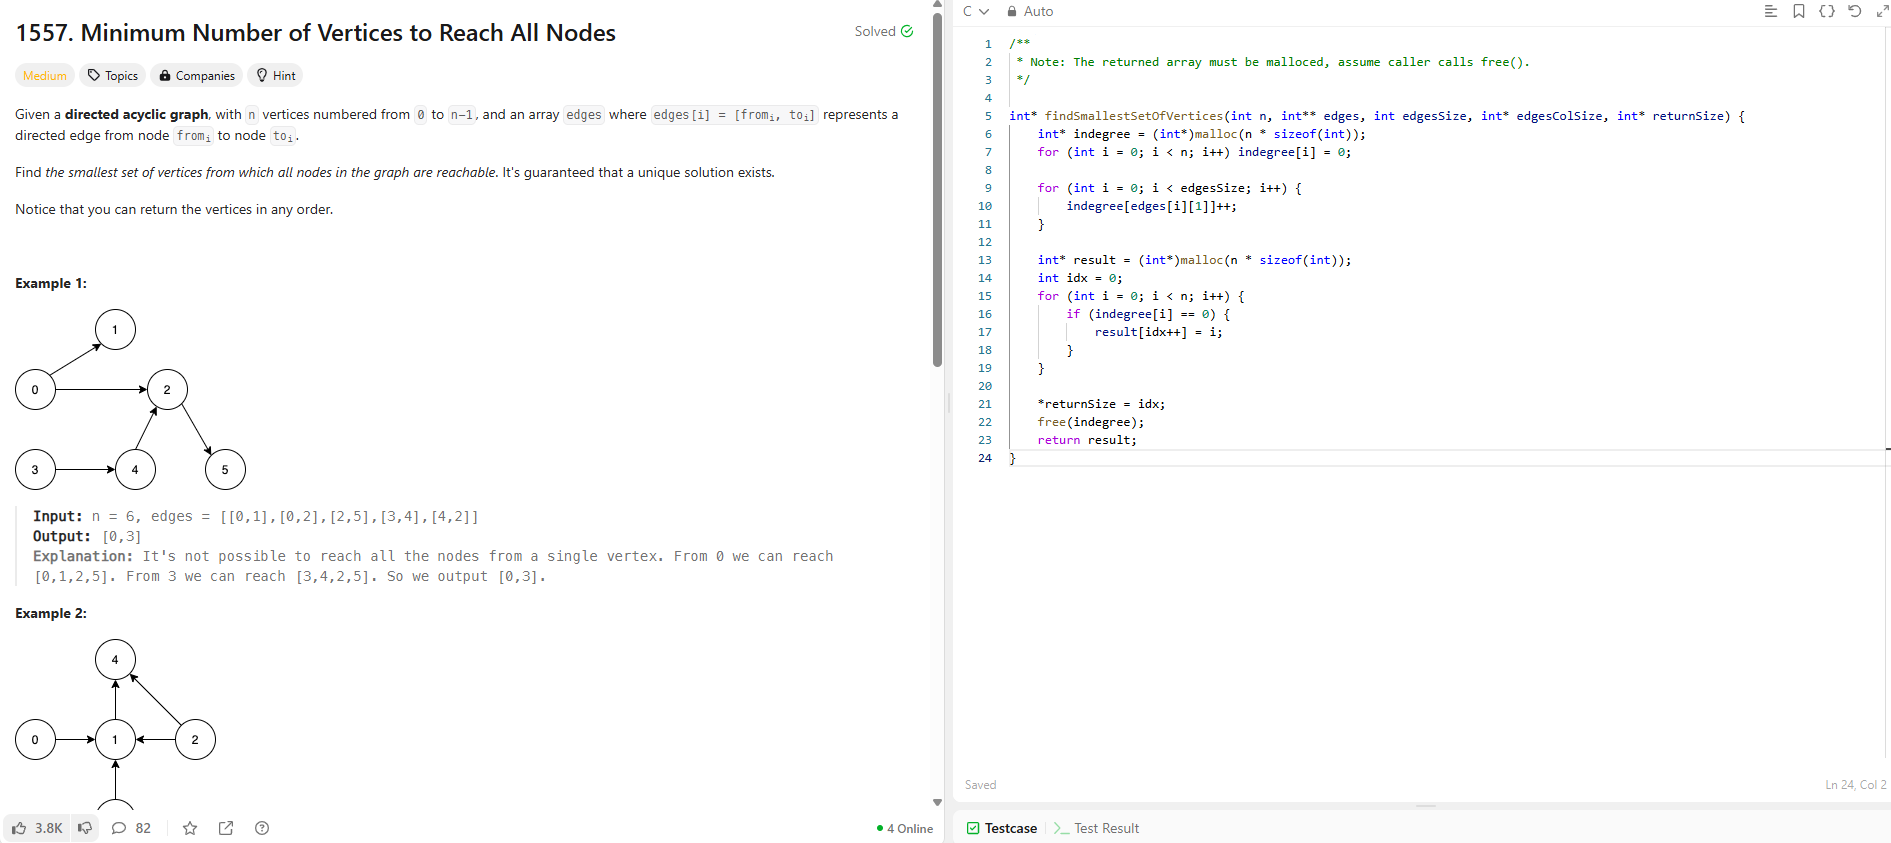 1557. Minimum Number of Vertices to Reach All Nodes
Solved
Medium Topics Companies Hint
Given a directed acyclic graph, with n vertices numbered from 0 to n-1, and an array edges where edges[i] = [fromᵢ, toᵢ] represents a
directed edge from node fromᵢ to node toᵢ.
Find the smallest set of vertices from which all nodes in the graph are reachable. It's guaranteed that a unique solution exists.
Notice that you can return the vertices in any order.
Example 1:
1
0
2
3
4
5
Input: n = 6, edges = [[0,1],[0,2],[2,5],[3,4],[4,2]]
Output: [0,3]
Explanation: It's not possible to reach all the nodes from a single vertex. From 0 we can reach
[0,1,2,5]. From 3 we can reach [3,4,2,5]. So we output [0,3].
Example 2:
4
0
1
2
3.8K
82
4 Online
C Auto
1 /**
2 * Note: The returned array must be malloced, assume caller calls free().
3 */
4
5 int* findSmallestSetOfVertices(int n, int** edges, int edgesSize, int* edgesColSize, int* returnSize) {
6 int* indegree = (int*)malloc(n * sizeof(int));
7 for (int i = 0; i < n; i++) indegree[i] = 0;
8
9 for (int i = 0; i < edgesSize; i++) {
10 indegree[edges[i][1]]++;
11 }
12
13 int* result = (int*)malloc(n * sizeof(int));
14 int idx = 0;
15 for (int i = 0; i < n; i++) {
16 if (indegree[i] == 0) {
17 result[idx++] = i;
18 }
19 }
20
21 *returnSize = idx;
22 free(indegree);
23 return result;
24 }
Saved
Ln 24, Col 2
Testcase
Test Result